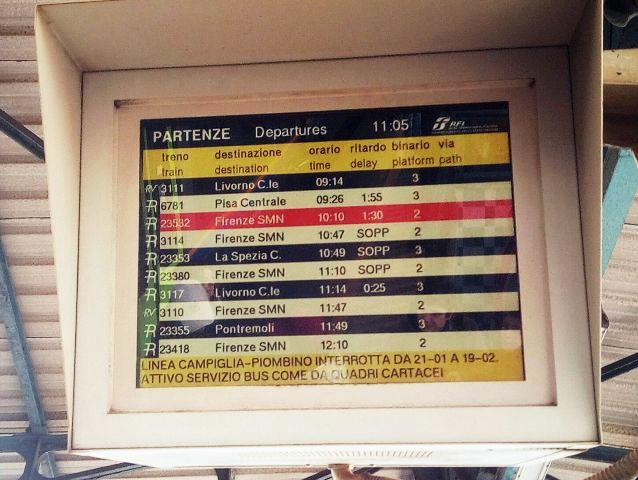 PARTENZE Departures 11:05 RFI
treno destinazione orario ritardo binario via
train destination time delay platform path
RV 3111 Livorno C.le 09:14 3
R 6781 Pisa Centrale 09:26 1:55 3
R 23532 Firenze SMN 10:10 1:30 2
R 3114 Firenze SMN 10:47 SOPP 2
R 23353 La Spezia C. 10:49 SOPP 3
R 23380 Firenze SMN 11:10 SOPP 2
R 3117 Livorno C.le 11:14 0:25 3
RV 3110 Firenze SMN 11:47 2
R 23355 Pontremoli 11:49 3
R 23418 Firenze SMN 12:10 2
LINEA CAMPIGLIA-PIOMBINO INTERROTTA DA 21-01 A 19-02.
ATTIVO SERVIZIO BUS COME DA QUADRI CARTACEI